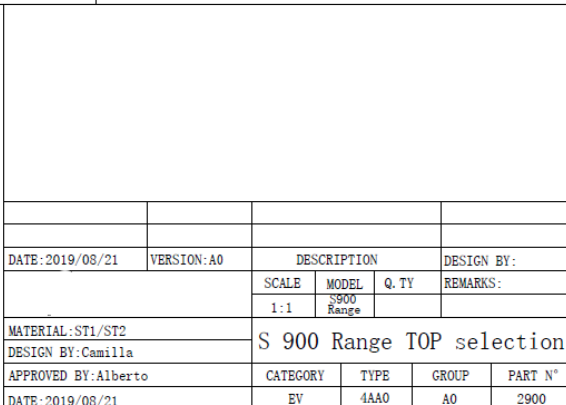 DATE:2019/08/21 VERSION:A0 DESCRIPTION DESIGN BY:
SCALE MODEL Q.TY REMARKS:
1:1 S900 Range
MATERIAL:ST1/ST2
S 900 Range TOP selection
DESIGN BY:Camilla
APPROVED BY:Alberto CATEGORY TYPE GROUP PART N°
DATE:2019/08/21 EV 4AA0 A0 2900